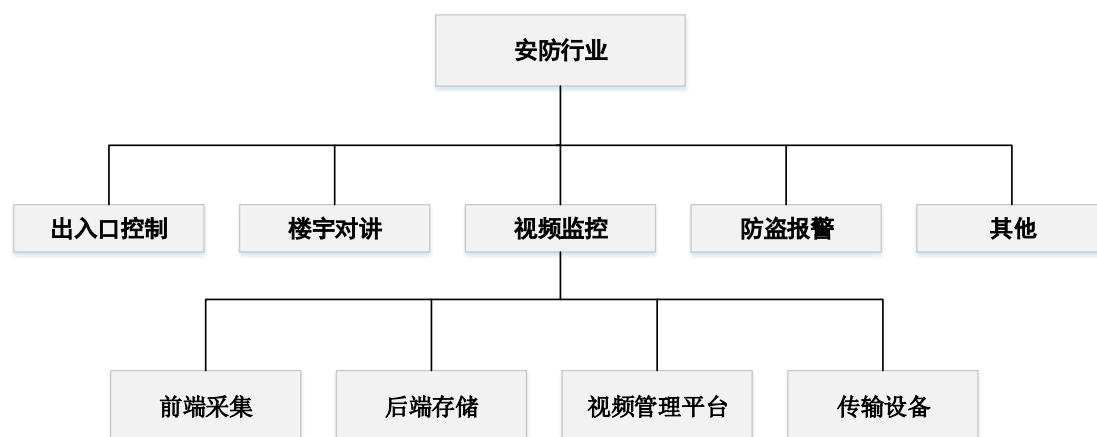 安防行业
出入口控制
楼宇对讲
视频监控
防盗报警
其他
前端采集
后端存储
视频管理平台
传输设备